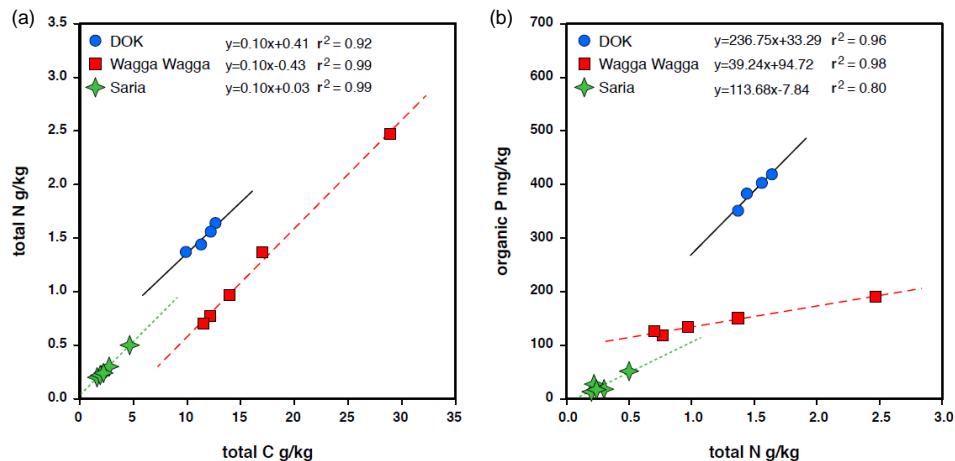 (a)
3.5
3.0
2.5
2.0
1.5
1.0
0.5
0.0
total N g/kg
DOK y=0.10x+0.41 r² = 0.92
Wagga Wagga y=0.10x-0.43 r² = 0.99
Saria y=0.10x+0.03 r² = 0.99
0 5 10 15 20 25 30 35
total C g/kg
(b)
700
600
500
400
300
200
100
0
organic P mg/kg
DOK y=236.75x+33.29 r² = 0.96
Wagga Wagga y=39.24x+94.72 r² = 0.98
Saria y=113.68x-7.84 r² = 0.80
0.0 0.5 1.0 1.5 2.0 2.5 3.0
total N g/kg